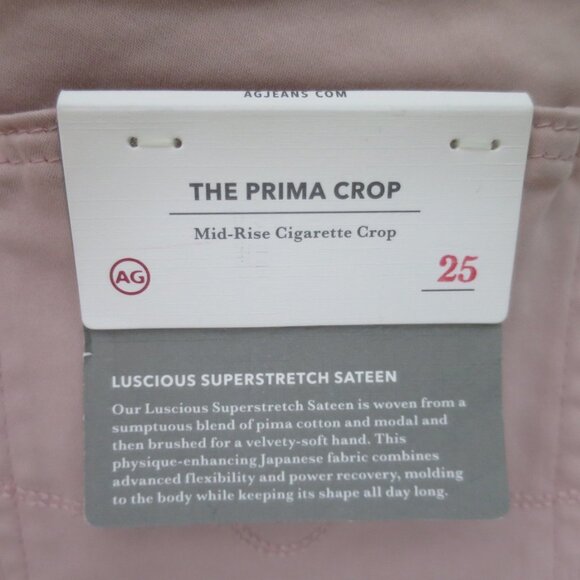 AGJEANS COM
THE PRIMA CROP
Mid-Rise Cigarette Crop
AG
25
LUSCIOUS SUPERSTRETCH SATEEN
Our Luscious Superstretch Sateen is woven from a
sumptuous blend of pima cotton and modal and
then brushed for a velvety-soft hand. This
physique-enhancing Japanese fabric combines
advanced flexibility and power recovery, molding
to the body while keeping its shape all day long.